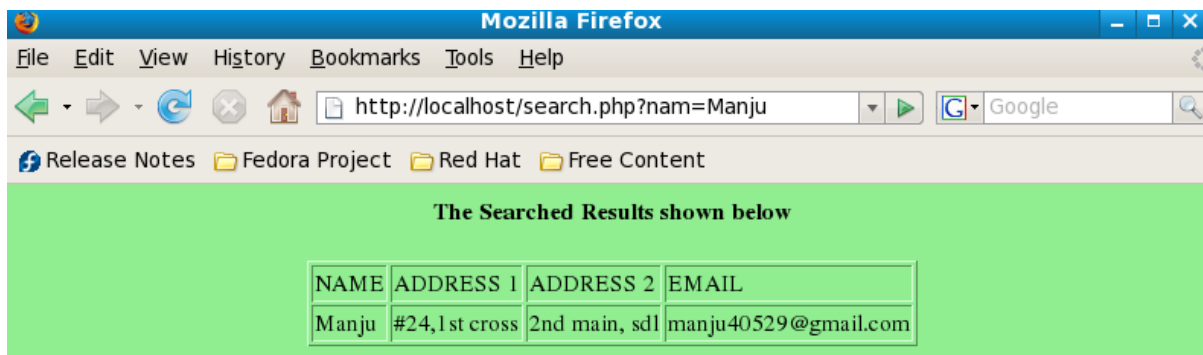 Mozilla Firefox
File Edit View History Bookmarks Tools Help
http://localhost/search.php?nam=Manju G Google
Release Notes Fedora Project Red Hat Free Content
The Searched Results shown below
NAME ADDRESS 1 ADDRESS 2 EMAIL
Manju #24,1st cross 2nd main, sdl manju40529@gmail.com